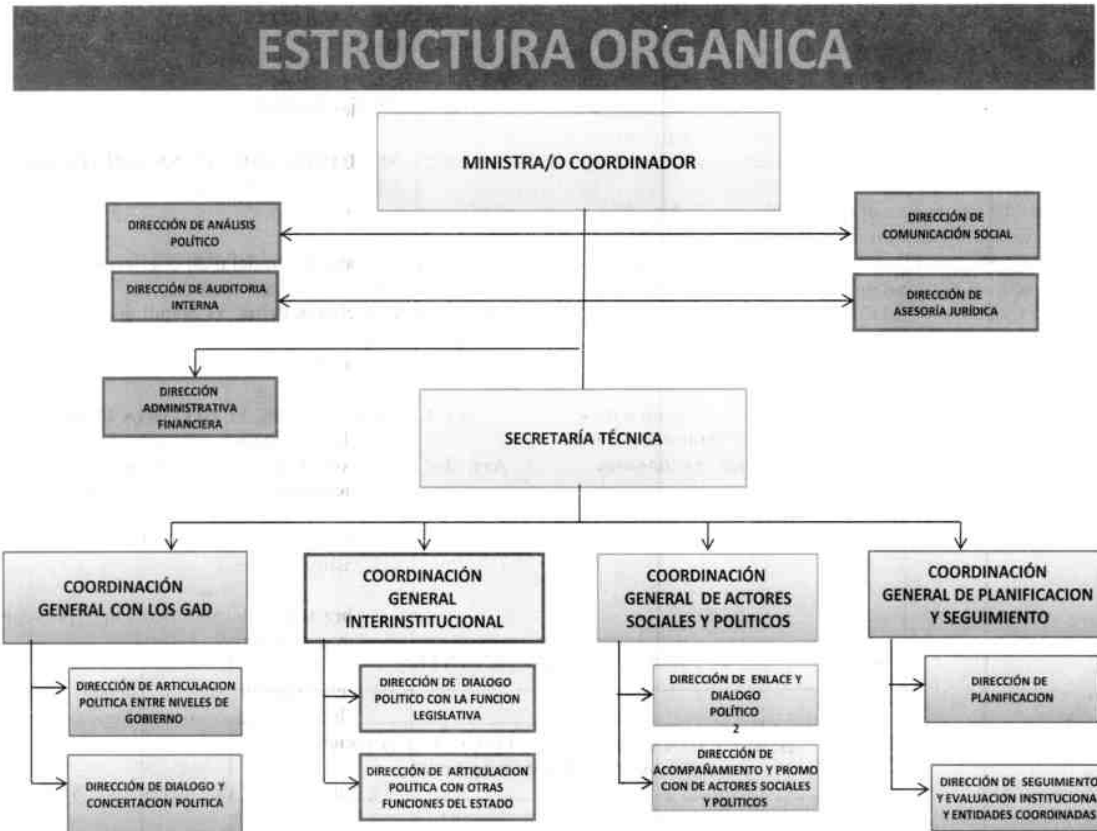 ESTRUCTURA ORGANICA
MINISTRA/O COORDINADOR
DIRECCIÓN DE ANÁLISIS
POLÍTICO
DIRECCIÓN DE
COMUNICACIÓN SOCIAL
DIRECCIÓN DE AUDITORIA
INTERNA
DIRECCIÓN DE
ASESORÍA JURÍDICA
DIRECCIÓN
ADMINISTRATIVA
FINANCIERA
SECRETARÍA TÉCNICA
COORDINACIÓN
GENERAL CON LOS GAD
DIRECCIÓN DE ARTICULACION
POLITICA ENTRE NIVELES DE
GOBIERNO
DIRECCIÓN DE DIALOGO Y
CONCERTACION POLITICA
COORDINACIÓN
GENERAL
INTERINSTITUCIONAL
DIRECCIÓN DE DIALOGO
POLITICO CON LA FUNCION
LEGISLATIVA
DIRECCIÓN DE ARTICULACION
POLITICA CON OTRAS
FUNCIONES DEL ESTADO
COORDINACIÓN
GENERAL DE ACTORES
SOCIALES Y POLITICOS
DIRECCIÓN DE ENLACE Y
DIALOGO
POLÍTICO
2
DIRECCIÓN DE
ACOMPAÑAMIENTO Y PROMO
CION DE ACTORES SOCIALES
Y POLITICOS
COORDINACIÓN
GENERAL DE PLANIFICACION
Y SEGUIMIENTO
DIRECCIÓN DE
PLANIFICACION
DIRECCIÓN DE SEGUIMIENTO
Y EVALUACION INSTITUCIONAL
Y ENTIDADES COORDINADAS